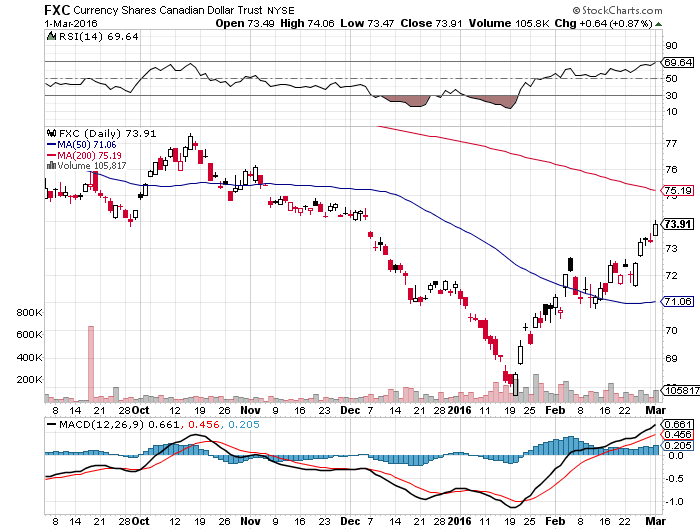 FXC Currency Shares Canadian Dollar Trust NYSE © StockCharts.com
1-Mar-2016 Open 73.49 High 74.06 Low 73.47 Close 73.91 Volume 105.8K Chg +0.64 (+0.87%)
RSI(14) 69.64
90
69.64
50
30
10
FXC (Daily) 73.91
MA(50) 71.06
MA(200) 75.19
Volume 105,817
77
76
75.19
73.91
73
72
71.06
800K
600K
400K
200K
105817
8 14 21 28 Oct 12 19 26 Nov 9 16 23 Dec 7 14 21 28 2016 11 19 25 Feb 8 16 22 Mar
MACD(12,26,9) 0.661, 0.456, 0.205
0.661
0.456
0.205
0.0
-0.5
-1.0
8 14 21 28 Oct 12 19 26 Nov 9 16 23 Dec 7 14 21 28 2016 11 19 25 Feb 8 16 22 Mar